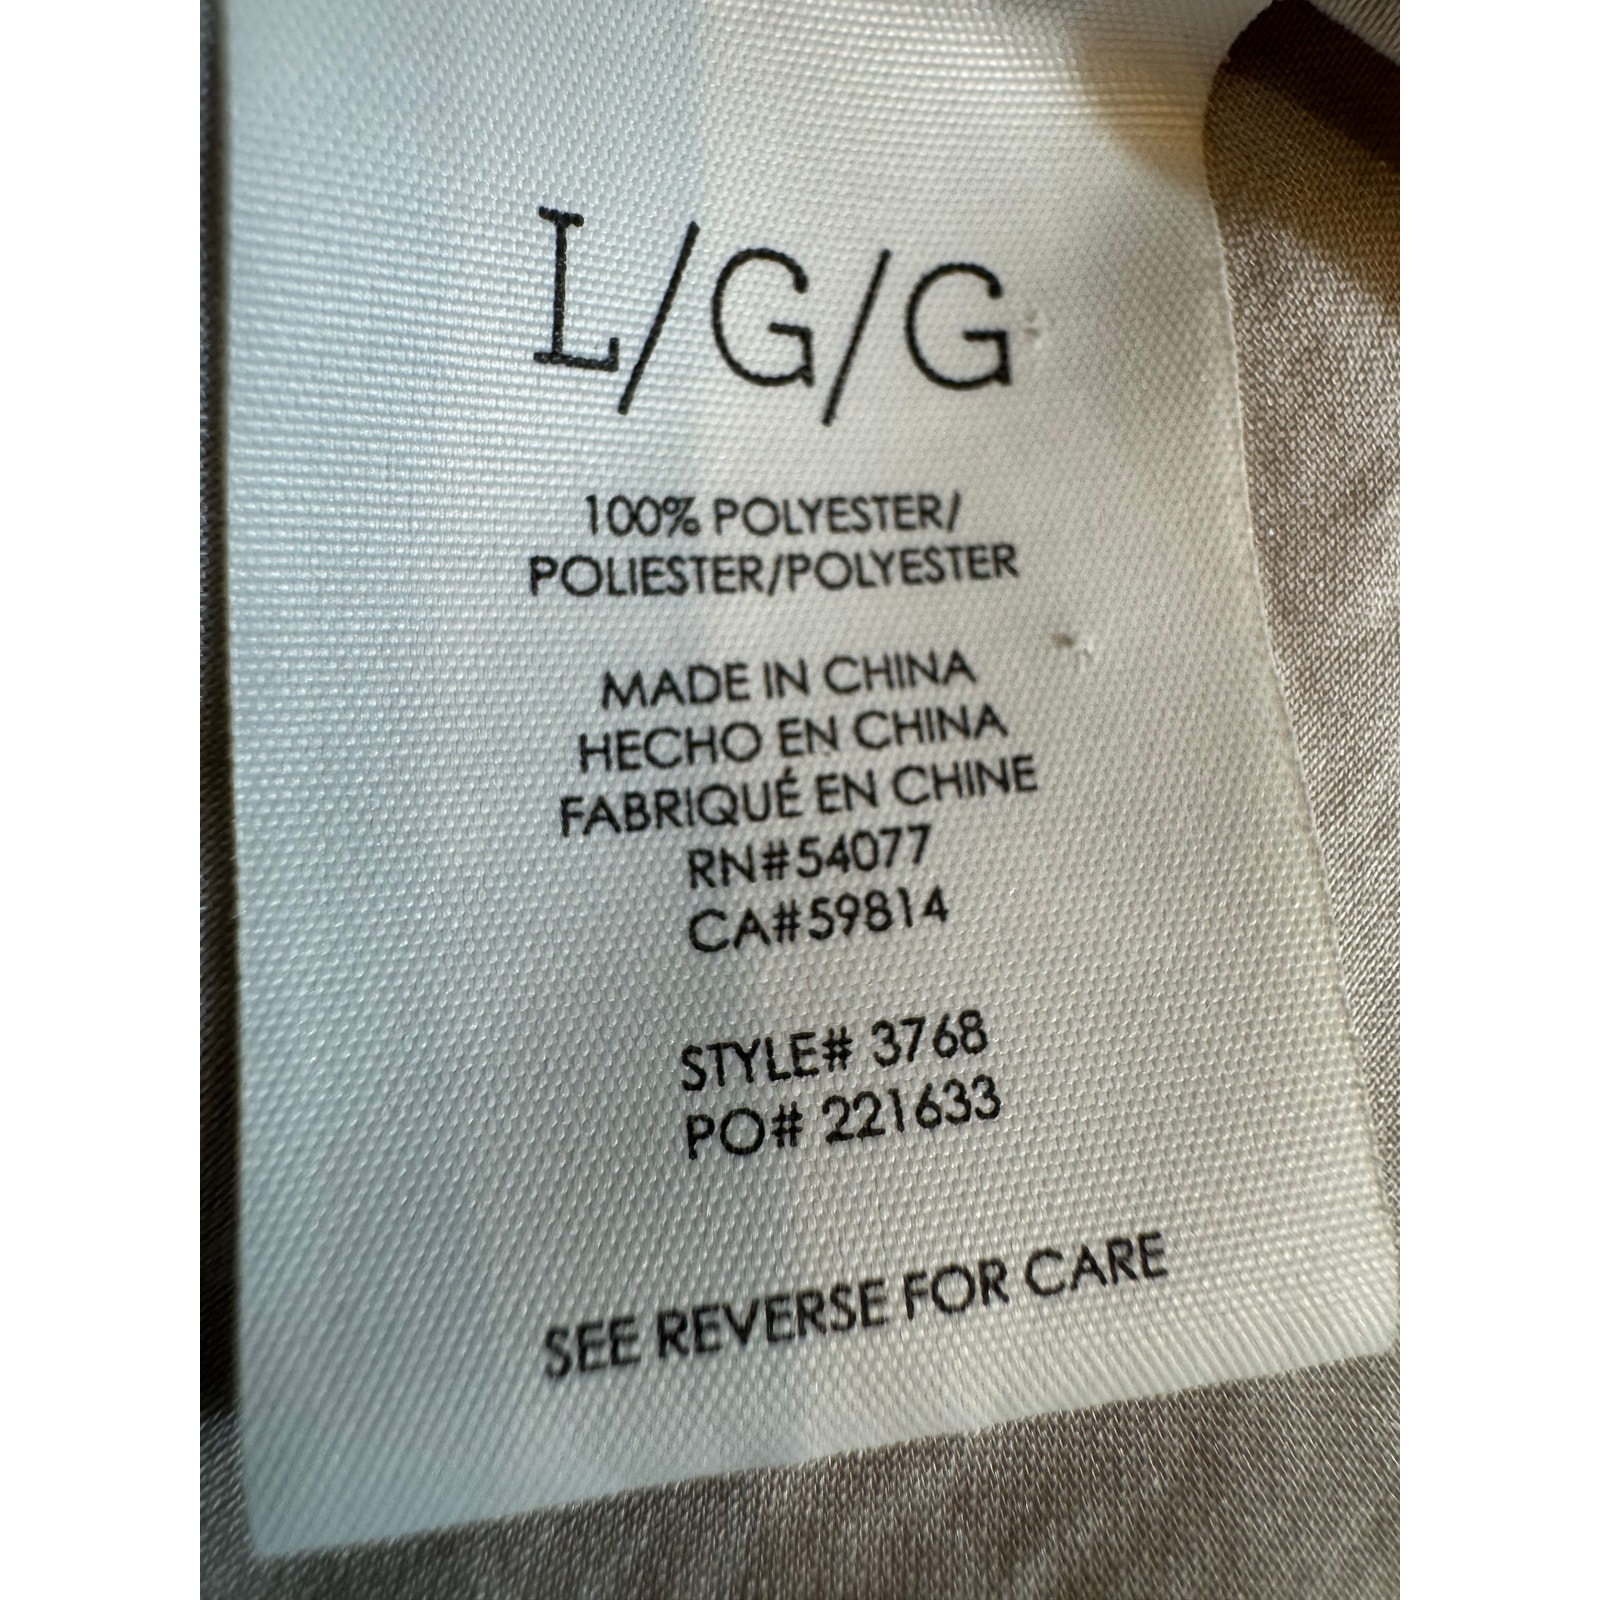 L/G/G
100% POLYESTER/
POLIESTER/POLYESTER
MADE IN CHINA
HECHO EN CHINA
FABRIQUÉ EN CHINE
RN#54077
CA#59814
STYLE# 3768
PO# 221633
SEE REVERSE FOR CARE